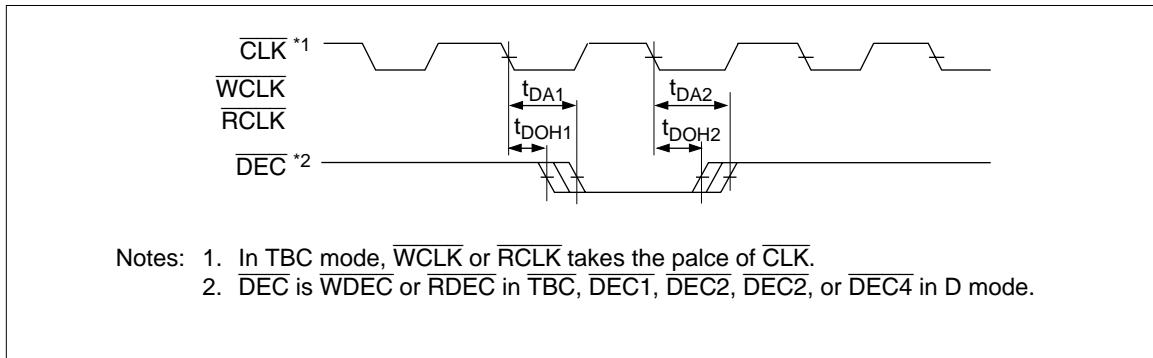 CLK *1
WCLK
RCLK
DEC *2
tDA1
tDOH1
tDA2
tDOH2
Notes: 1. In TBC mode, WCLK or RCLK takes the palce of CLK.
2. DEC is WDEC or RDEC in TBC, DEC1, DEC2, DEC2, or DEC4 in D mode.